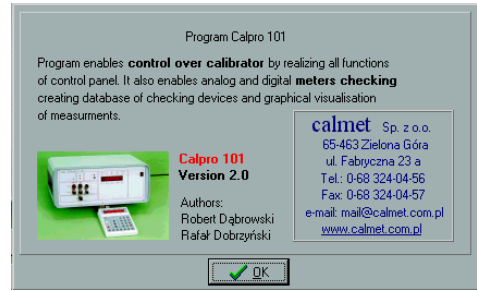 Program Calpro 101
Program enables control over calibrator by realizing all functions
of control panel. It also enables analog and digital meters checking
creating database of checking devices and graphical visualisation
of measurments.
calmet Sp. z o.o.
65-463 Zielona Góra
ul. Fabryczna 23 a
Tel.: 0-68 324-04-56
Fax: 0-68 324-04-57
e-mail: mail@calmet.com.pl
www.calmet.com.pl
Calpro 101
Version 2.0
Authors:
Robert Dąbrowski
Rafał Dobrzyński
OK